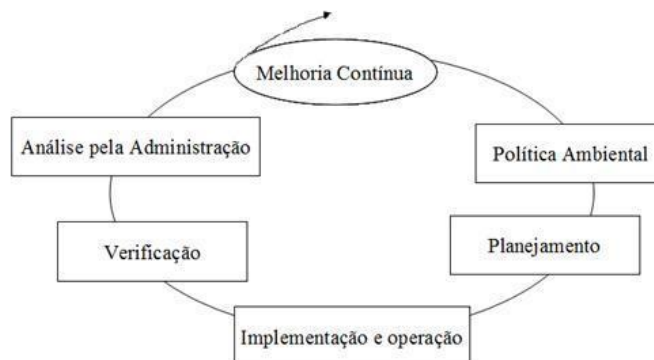 Melhoria Contínua
Análise pela Administração
Política Ambiental
Verificação
Planejamento
Implementação e operação